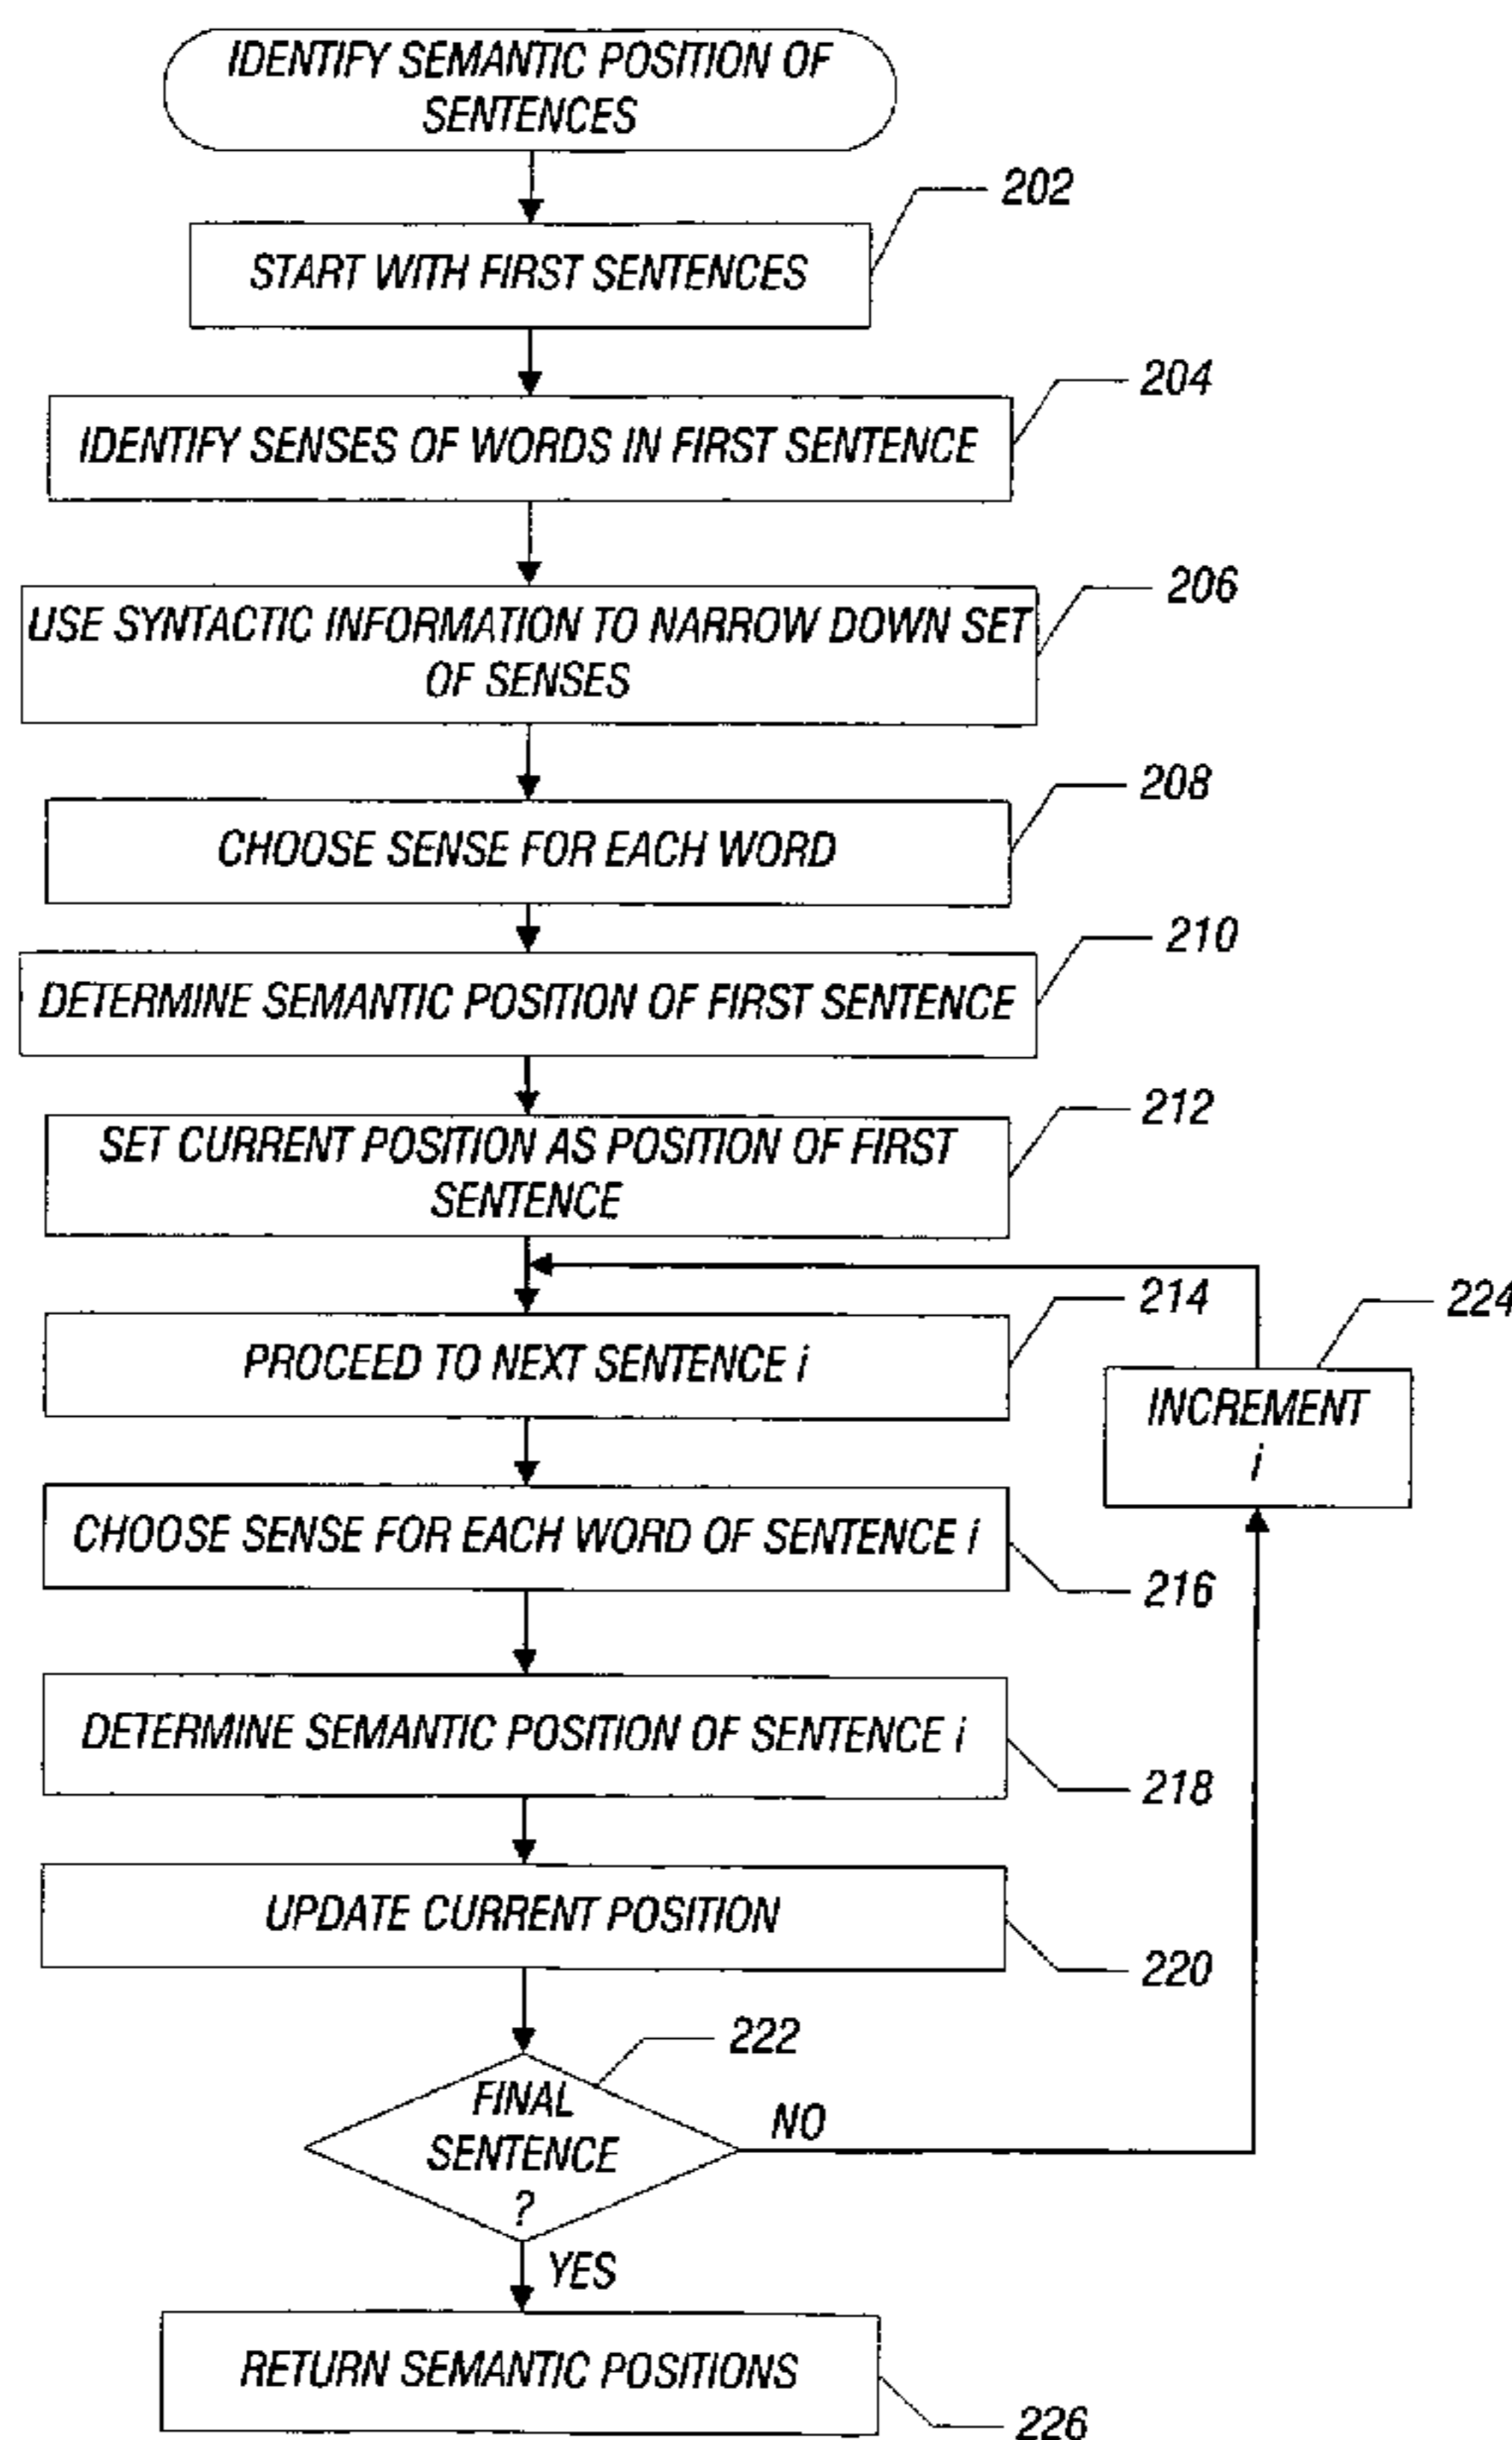 IDENTIFY SEMANTIC POSITION OF
SENTENCES
202
START WITH FIRST SENTENCES
204
IDENTIFY SENSES OF WORDS IN FIRST SENTENCE
206
USE SYNTACTIC INFORMATION TO NARROW DOWN SET
OF SENSES
208
CHOOSE SENSE FOR EACH WORD
210
DETERMINE SEMANTIC POSITION OF FIRST SENTENCE
212
SET CURRENT POSITION AS POSITION OF FIRST
SENTENCE
214
PROCEED TO NEXT SENTENCE i
224
INCREMENT
i
CHOOSE SENSE FOR EACH WORD OF SENTENCE i
216
DETERMINE SEMANTIC POSITION OF SENTENCE i
218
UPDATE CURRENT POSITION
220
222
FINAL
SENTENCE
?
NO
YES
RETURN SEMANTIC POSITIONS
226